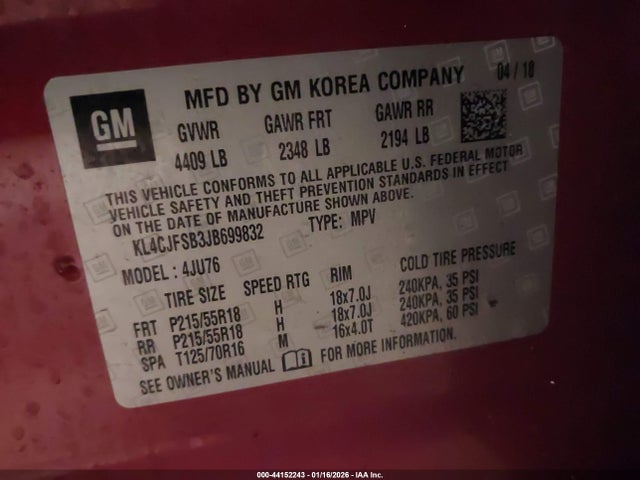 GM
MFD BY GM KOREA COMPANY 04 / 18
GVWR GAWR FRT GAWR RR
4409 LB 2348 LB 2194 LB
THIS VEHICLE CONFORMS TO ALL APPLICABLE U.S. FEDERAL MOTOR
VEHICLE SAFETY AND THEFT PREVENTION STANDARDS IN EFFECT
ON THE DATE OF MANUFACTURE SHOWN ABOVE.
KL4CJFSB3JB699832 TYPE: MPV
MODEL: 4JU76
TIRE SIZE SPEED RTG RIM COLD TIRE PRESSURE
FRT P215/55R18 H 18x7.0J 240KPA, 35 PSI
RR P215/55R18 H 18x7.0J 240KPA, 35 PSI
SPA T125/70R16 M 16x4.0T 420KPA, 60 PSI
SEE OWNER'S MANUAL FOR MORE INFORMATION.
000-44152243 - 01/16/2026 - IAA Inc.